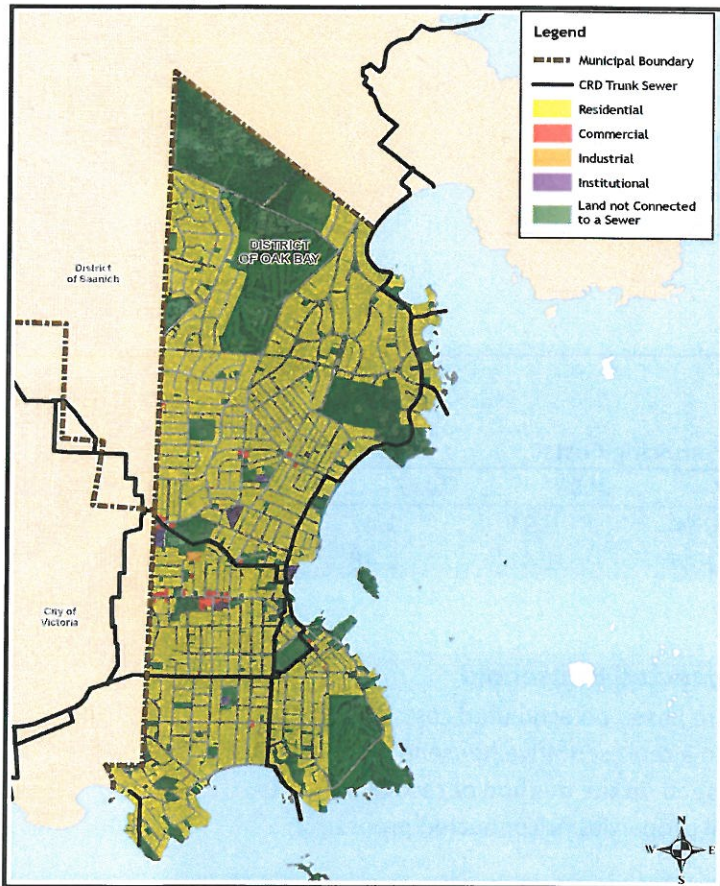 Legend
Municipal Boundary
CRD Trunk Sewer
Residential
Commercial
Industrial
Institutional
Land not Connected
to a Sewer
DISTRICT
OF OAK BAY
District
of Saanich
City of
Victoria
N
W E
S